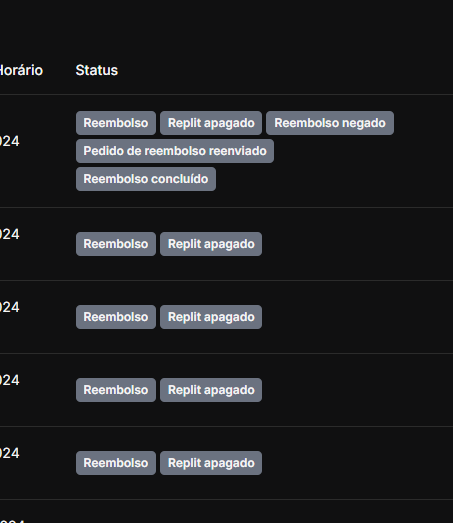 Horário Status
Reembolso Replit apagado Reembolso negado
024
Pedido de reembolso reenviado
Reembolso concluído
024
Reembolso Replit apagado
024
Reembolso Replit apagado
024
Reembolso Replit apagado
024
Reembolso Replit apagado